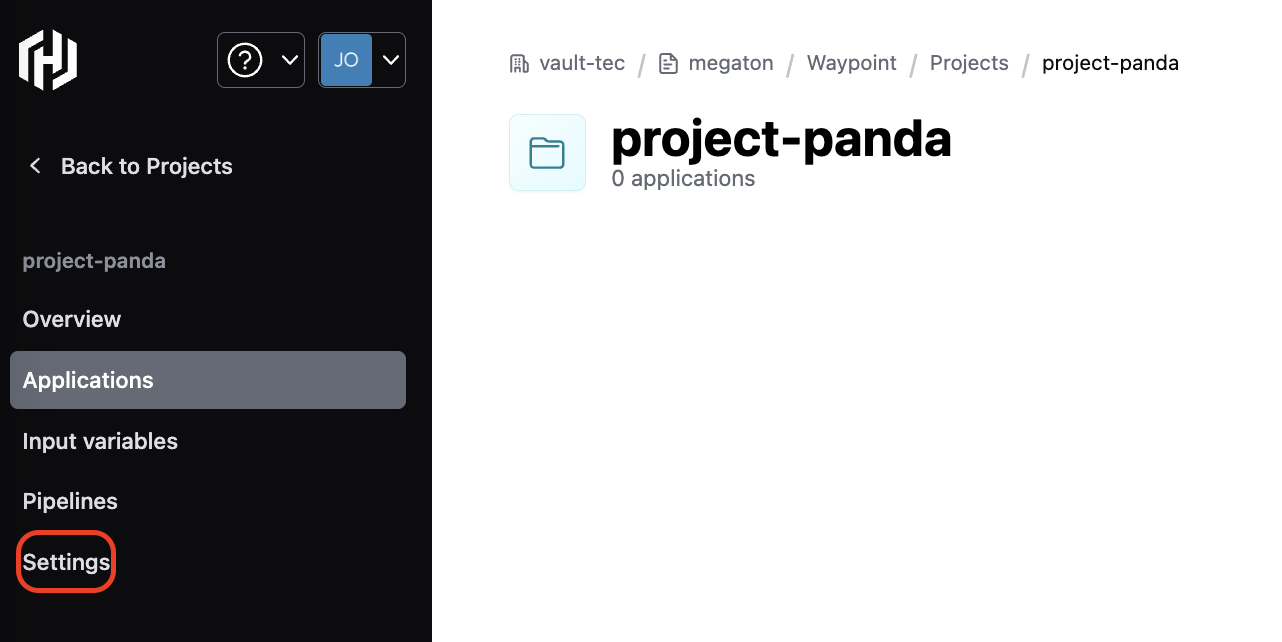 ? JO
Back to Projects
project-panda
Overview
Applications
Input variables
Pipelines
Settings
vault-tec / megaton / Waypoint / Projects / project-panda
project-panda
0 applications